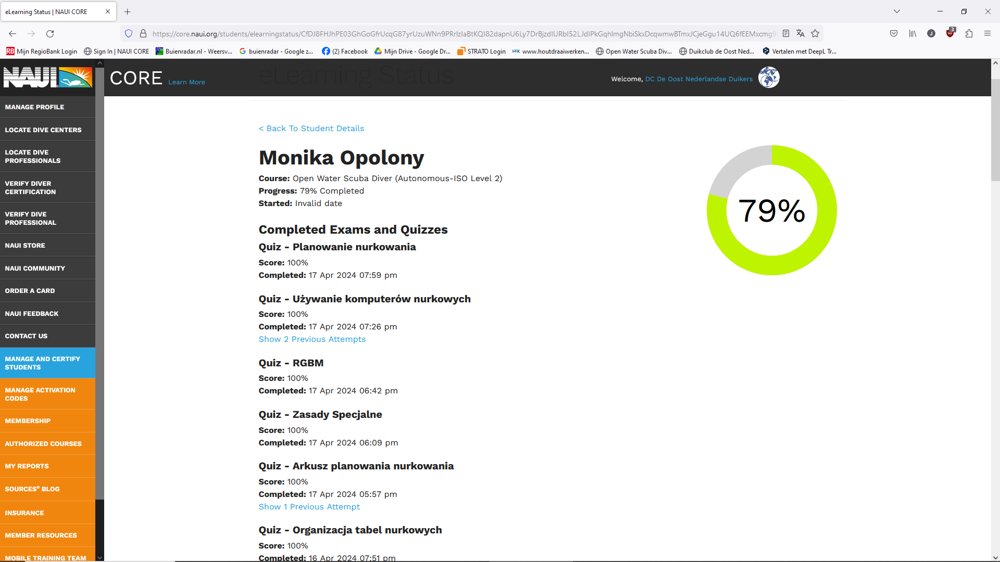 eLearning Status | NAUI CORE
https://core.naui.org/students/elearningstatus/
Mijn RegioBank Login
Sign In | NAUI CORE
Buienradar.nl - Weersv...
buienradar - Google z...
(2) Facebook
Mijn Drive - Google Dr...
STRATO Login
www.houtdraaiwerken...
Open Water Scuba Div...
Duikclub de Oost Ned...
Vertalen met DeepL Tr...
NAUI
CORE Learn More
eLearning Status
Welcome, DC De Oost Nederlandse Duikers
MANAGE PROFILE
LOCATE DIVE CENTERS
LOCATE DIVE
PROFESSIONALS
VERIFY DIVER
CERTIFICATION
VERIFY DIVE
PROFESSIONAL
NAUI STORE
NAUI COMMUNITY
ORDER A CARD
NAUI FEEDBACK
CONTACT US
MANAGE AND CERTIFY
STUDENTS
MANAGE ACTIVATION
CODES
MEMBERSHIP
AUTHORIZED COURSES
MY REPORTS
SOURCES© BLOG
INSURANCE
MEMBER RESOURCES
MOBILE TRAINING TEAM
< Back To Student Details
Monika Opolony
Course: Open Water Scuba Diver (Autonomous-ISO Level 2)
Progress: 79% Completed
Started: Invalid date
79%
Completed Exams and Quizzes
Quiz - Planowanie nurkowania
Score: 100%
Completed: 17 Apr 2024 07:59 pm
Quiz - Używanie komputerów nurkowych
Score: 100%
Completed: 17 Apr 2024 07:26 pm
Show 2 Previous Attempts
Quiz - RGBM
Score: 100%
Completed: 17 Apr 2024 06:42 pm
Quiz - Zasady Specjalne
Score: 100%
Completed: 17 Apr 2024 06:09 pm
Quiz - Arkusz planowania nurkowania
Score: 100%
Completed: 17 Apr 2024 05:57 pm
Show 1 Previous Attempt
Quiz - Organizacja tabel nurkowych
Score: 100%
Completed: 16 Apr 2024 07:51 pm